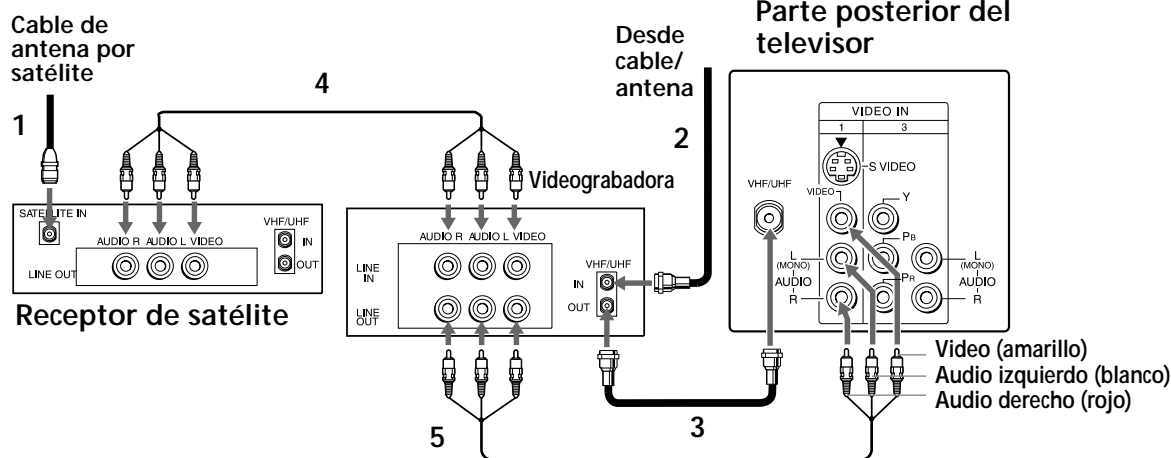 Cable de
antena por
satélite
1
4
Desde
cable/
antena
2
Parte posterior del
televisor
SATELLITE IN
AUDIO R AUDIO L VIDEO
LINE OUT
VHF/UHF
IN
OUT
Receptor de satélite
Videograbadora
AUDIO R AUDIO L VIDEO
LINE
IN
LINE
OUT
VHF/UHF
IN
OUT
VIDEO IN
1 3
S VIDEO
VHF/UHF
VIDEO
Y
PB
PR
L
(MONO)
AUDIO
R
L
(MONO)
AUDIO
R
Video (amarillo)
Audio izquierdo (blanco)
Audio derecho (rojo)
5
3